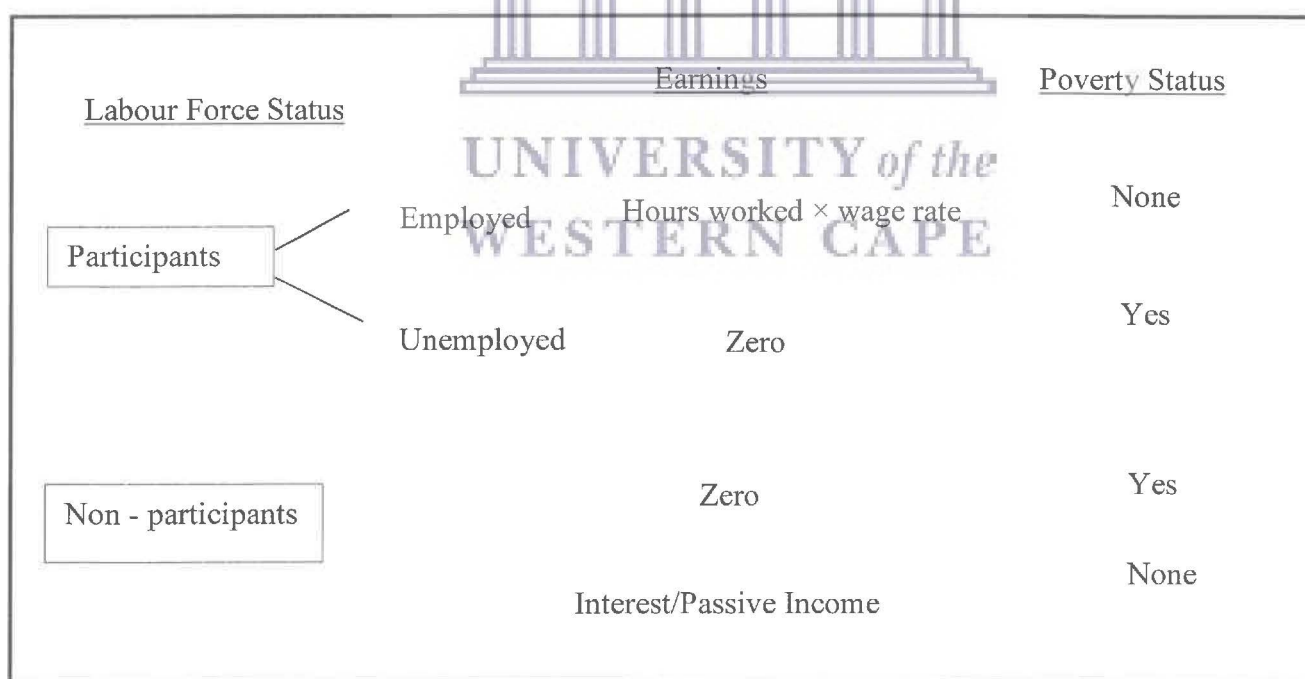 Earnings
Poverty Status
Labour Force Status
UNIVERSITY of the
None
Employed
Hours worked × wage rate
WESTERN CAPE
Participants
Yes
Unemployed
Zero
Yes
Zero
Non - participants
None
Interest/Passive Income